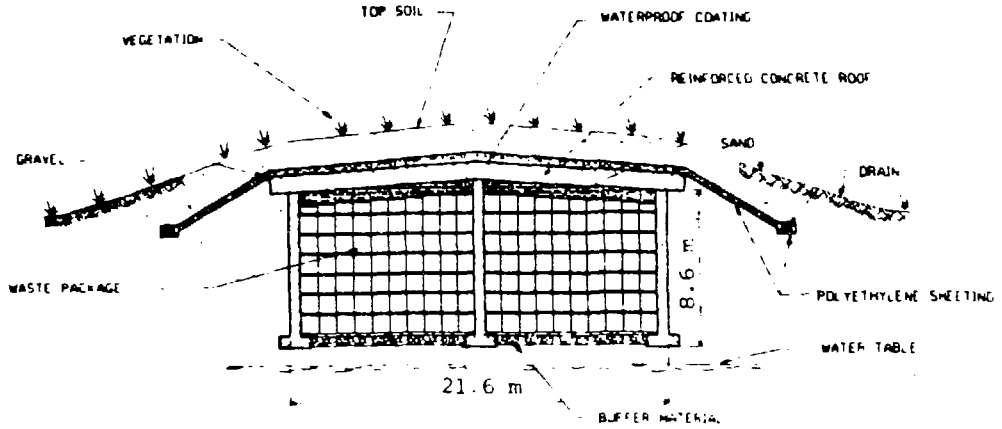 TOP SOIL
WATERPROOF COATING
VEGETATION
REINFORCED CONCRETE ROOF
GRAVEL
SAND
DRAIN
8.6 m
WASTE PACKAGE
POLYETHYLENE SHEETING
WATER TABLE
21.6 m
BUFFER MATERIAL